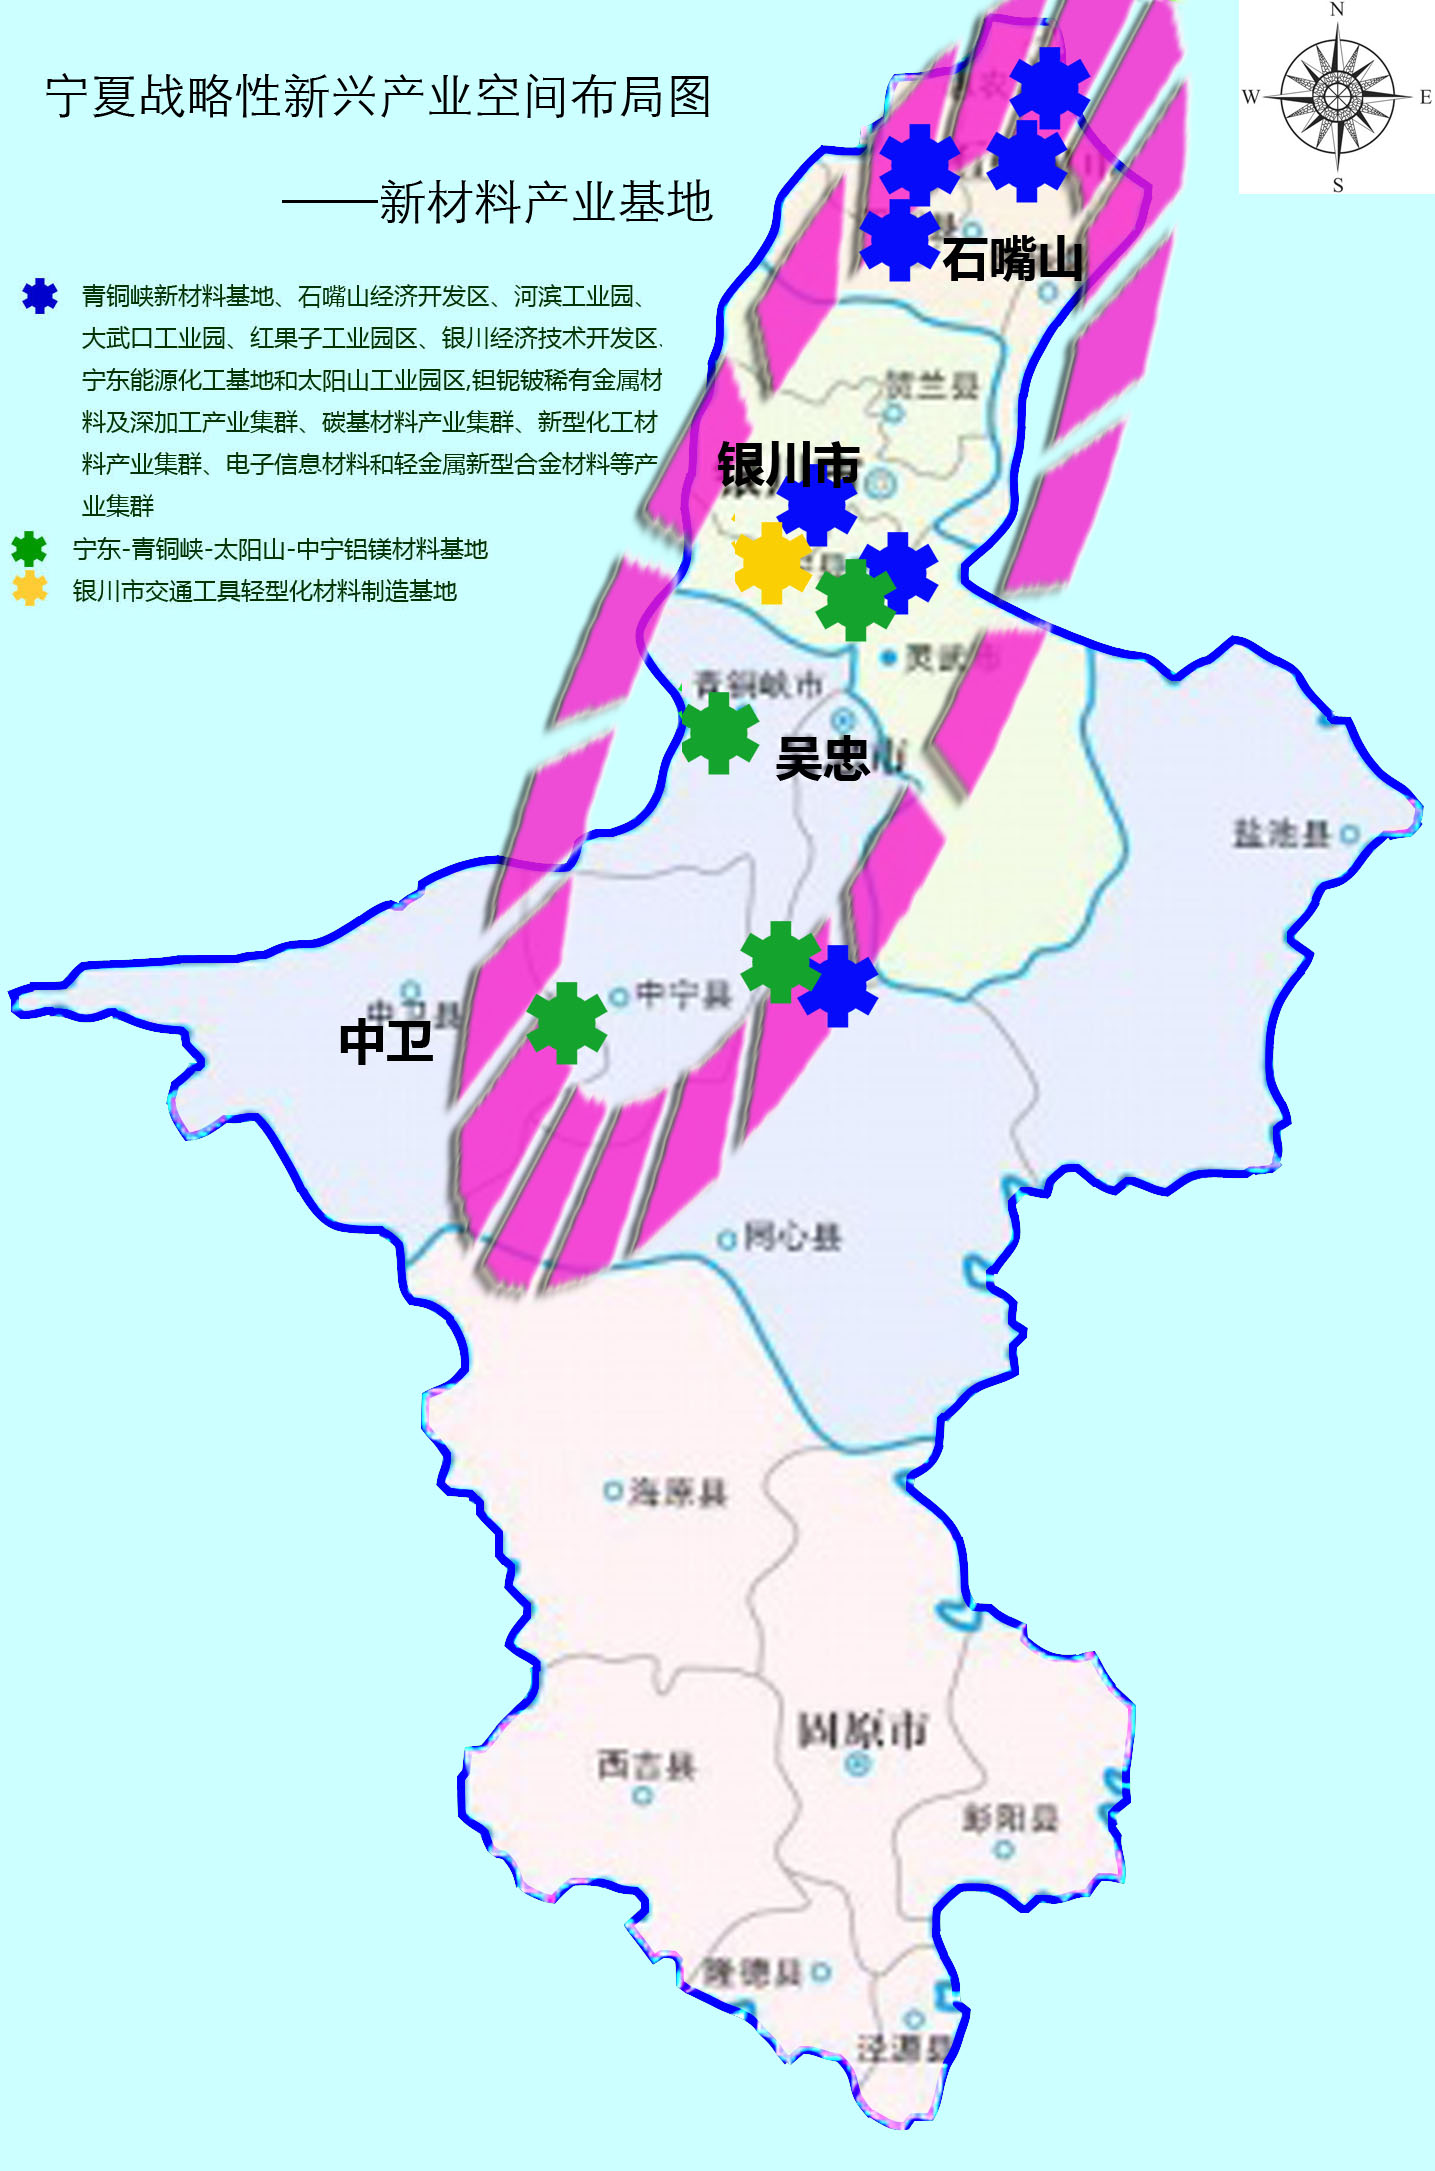 宁夏战略性新兴产业空间布局图
——新材料产业基地
青铜峡新材料基地、石嘴山经济开发区、河滨工业园、
大武口工业园、红果子工业园区、银川经济技术开发区、
宁东能源化工基地和太阳山工业园区,钽铌铍稀有金属材
料及深加工产业集群、碳基材料产业集群、新型化工材
料产业集群、电子信息材料和轻金属新型合金材料等产
业集群
宁东-青铜峡-太阳山-中宁铝镁材料基地
银川市交通工具轻型化材料制造基地
N
W
E
S
石嘴山
贺兰县
银川市
灵武市
青铜峡市
吴忠
市
盐池县
中宁县
中卫县
中卫
同心县
海原县
固原市
西吉县
彭阳县
隆德县
泾源县